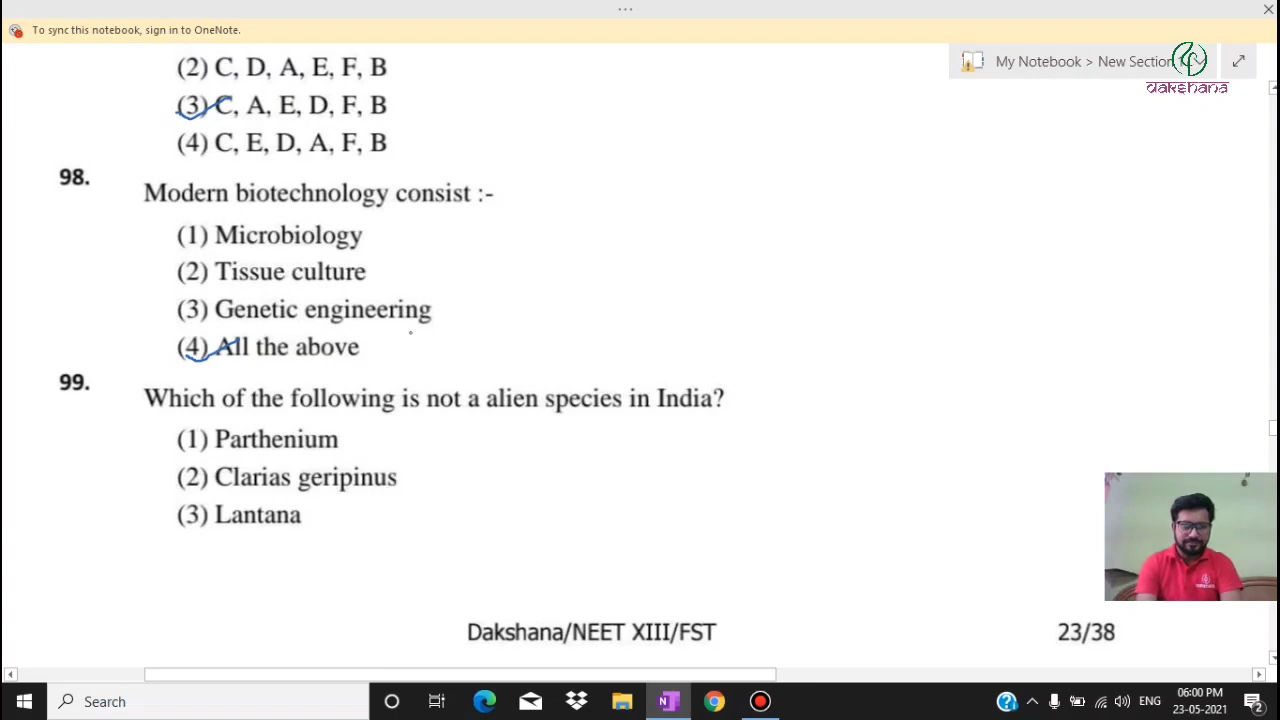 To sync this notebook, sign in to OneNote.
My Notebook > New Section 1
dakshana
(2) C, D, A, E, F, B
(3) C, A, E, D, F, B
(4) C, E, D, A, F, B
98.
Modern biotechnology consist :-
(1) Microbiology
(2) Tissue culture
(3) Genetic engineering
(4) All the above
99.
Which of the following is not a alien species in India?
(1) Parthenium
(2) Clarias geripinus
(3) Lantana
Dakshana/NEET XIII/FST
23/38
Search
ENG
06:00 PM
23-05-2021
2